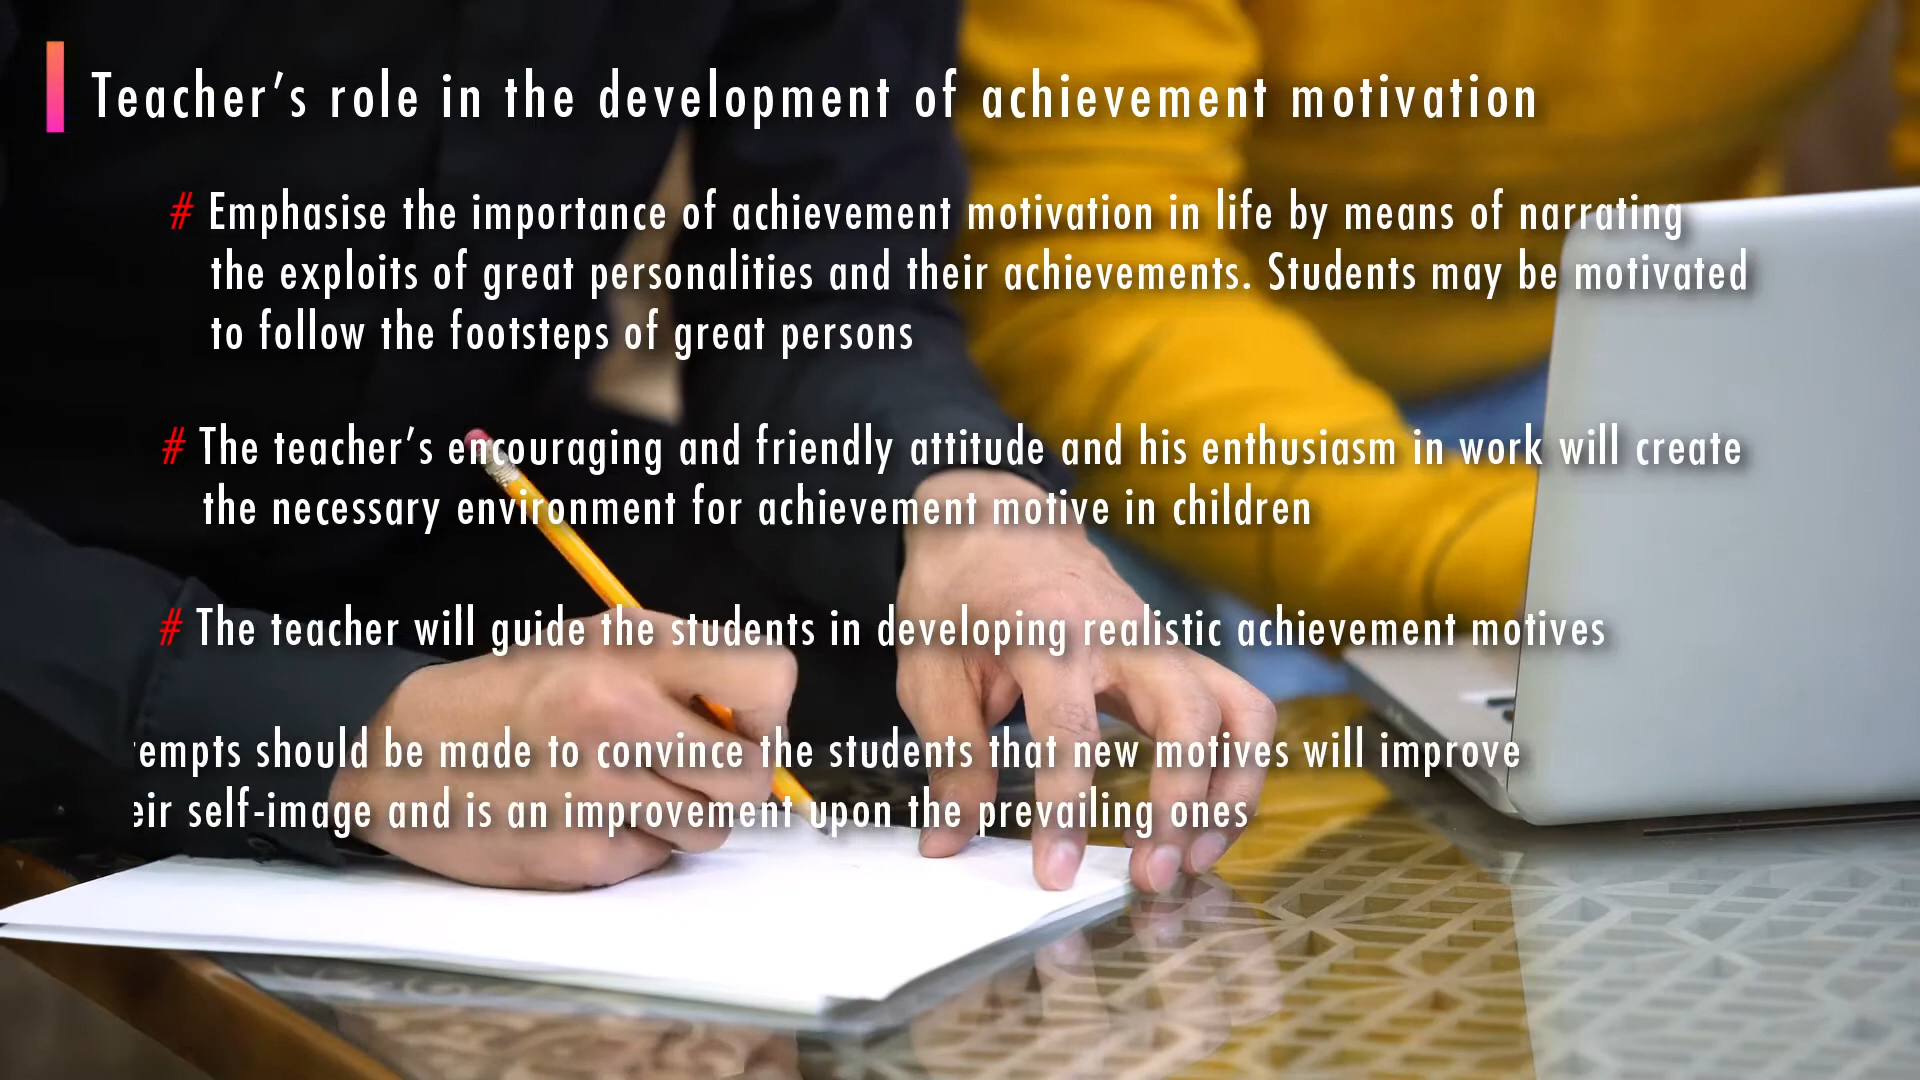 Teacher’s role in the development of achievement motivation
# Emphasise the importance of achievement motivation in life by means of narrating
the exploits of great personalities and their achievements. Students may be motivated
to follow the footsteps of great persons
# The teacher’s encouraging and friendly attitude and his enthusiasm in work will create
the necessary environment for achievement motive in children
# The teacher will guide the students in developing realistic achievement motives
should be made to convince the students that new motives will improve
self-image and is an improvement upon the prevailing ones